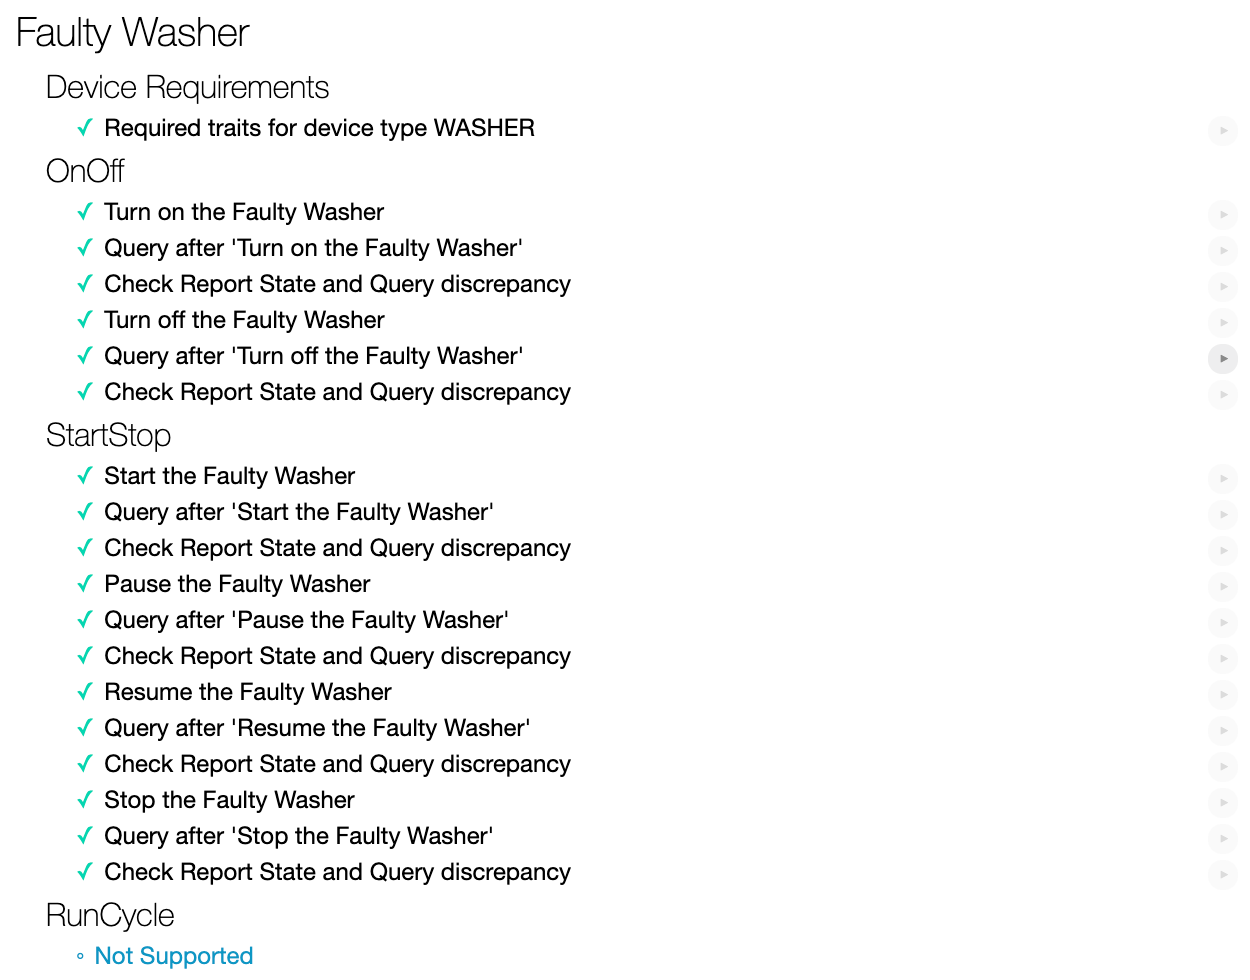 Faulty Washer
Device Requirements
✓ Required traits for device type WASHER
OnOff
✓ Turn on the Faulty Washer
✓ Query after 'Turn on the Faulty Washer'
✓ Check Report State and Query discrepancy
✓ Turn off the Faulty Washer
✓ Query after 'Turn off the Faulty Washer'
✓ Check Report State and Query discrepancy
StartStop
✓ Start the Faulty Washer
✓ Query after 'Start the Faulty Washer'
✓ Check Report State and Query discrepancy
✓ Pause the Faulty Washer
✓ Query after 'Pause the Faulty Washer'
✓ Check Report State and Query discrepancy
✓ Resume the Faulty Washer
✓ Query after 'Resume the Faulty Washer'
✓ Check Report State and Query discrepancy
✓ Stop the Faulty Washer
✓ Query after 'Stop the Faulty Washer'
✓ Check Report State and Query discrepancy
RunCycle
◦ Not Supported